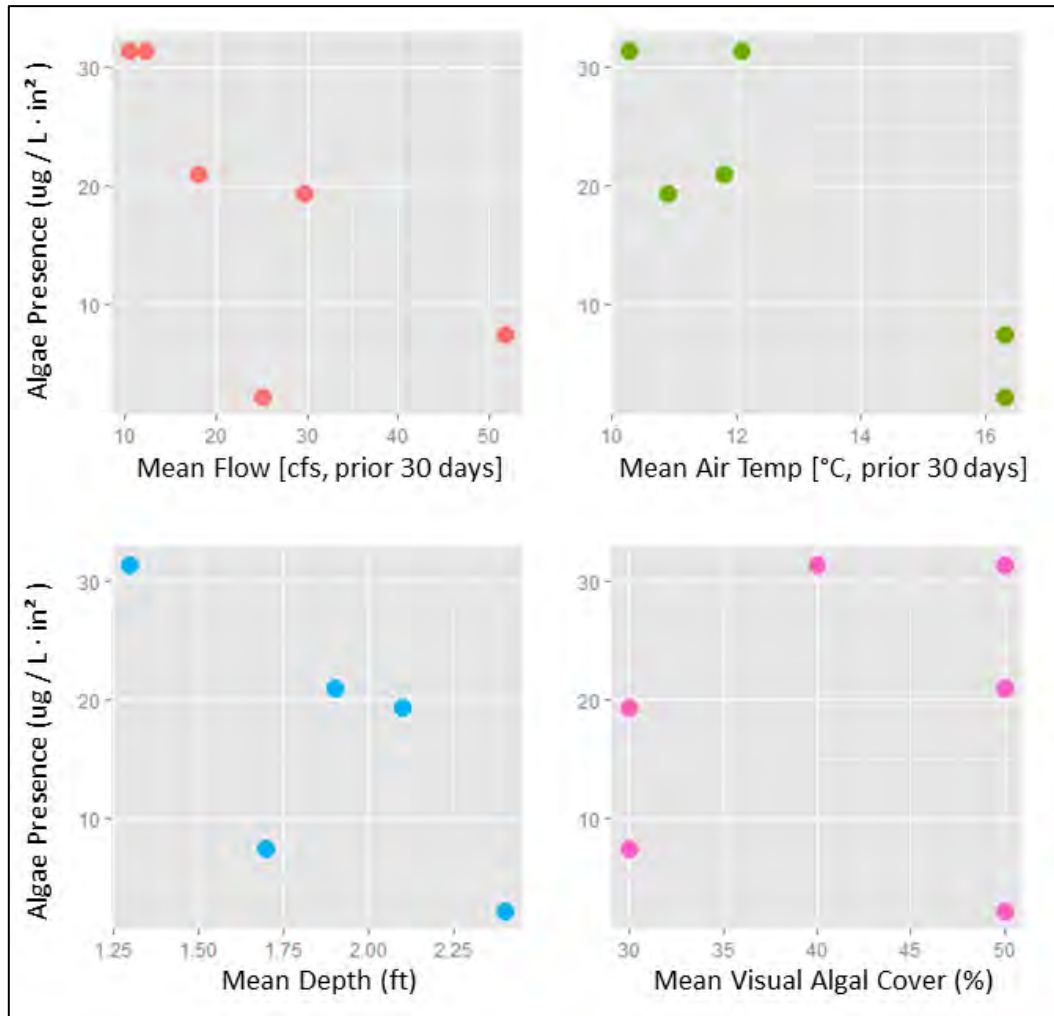 Algae Presence (ug / L · in²)
30
20
10
10 20 30 40 50
Mean Flow [cfs, prior 30 days]
10 12 14 16
Mean Air Temp [°C, prior 30 days]
Algae Presence (ug / L · in²)
30
20
10
1.25 1.50 1.75 2.00 2.25
Mean Depth (ft)
30
20
10
30 35 40 45 50
Mean Visual Algal Cover (%)